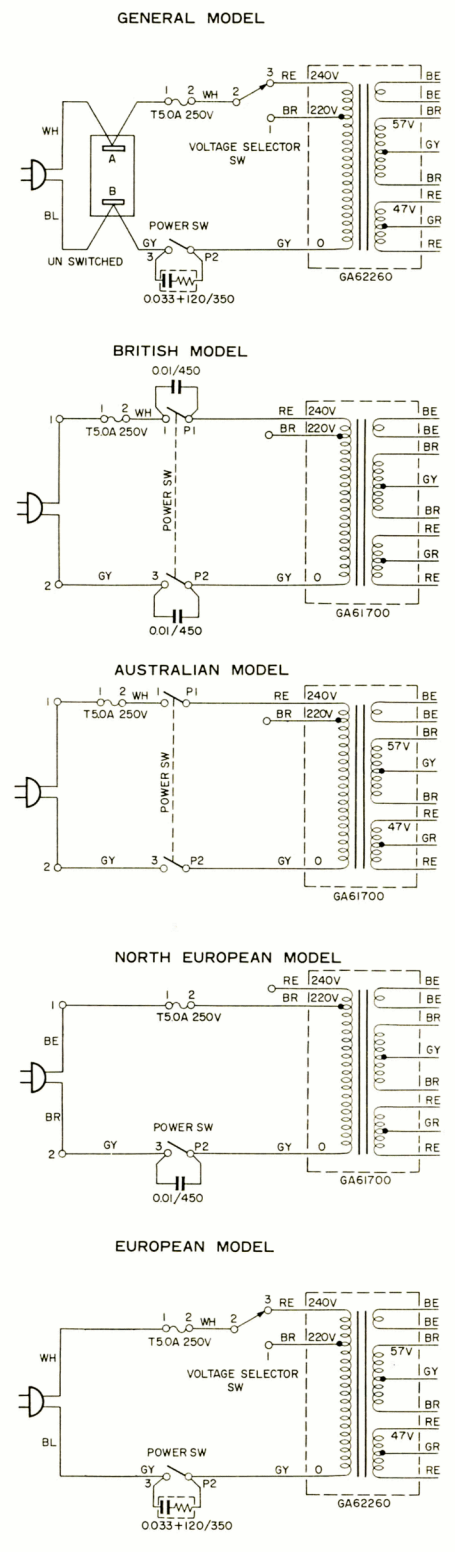 GENERAL MODEL
3 RE 240V BE
1 2 WH 2 BE
T5.0A 250V BR 220V BR
1 57V
WH VOLTAGE SELECTOR GY
SW
A
B BR
RE
BL POWER SW 47V
GR
GY GY 0
UN SWITCHED 3 P2 RE
GA62260
0.033+120/350
BRITISH MODEL
0.01/450
1 1 2 WH 1 P1 RE 240V BE
T5.0A 250V BR 220V BE
BR
POWER SW GY
BR
RE
GR
2 GY 3 P2 GY 0 RE
GA61700
0.01/450
AUSTRALIAN MODEL
1 1 2 WH 1 P1 RE 240V BE
T5.0A 250V BR 220V BE
BR
57V
POWER SW GY
BR
RE
47V
GR
2 GY 3 P2 GY 0 RE
GA61700
NORTH EUROPEAN MODEL
RE 240V BE
1 1 2 BR 220V BE
T5.0A 250V BR
BE GY
BR
BR RE
POWER SW GR
2 GY 3 P2 GY 0 RE
GA61700
0.01/450
EUROPEAN MODEL
3 RE 240V BE
1 2 WH 2 BE
T5.0A 250V BR 220V BR
1 57V
WH VOLTAGE SELECTOR GY
SW
BR
RE
BL 47V
POWER SW GR
GY GY 0 RE
3 P2
GA62260
0.033+120/350